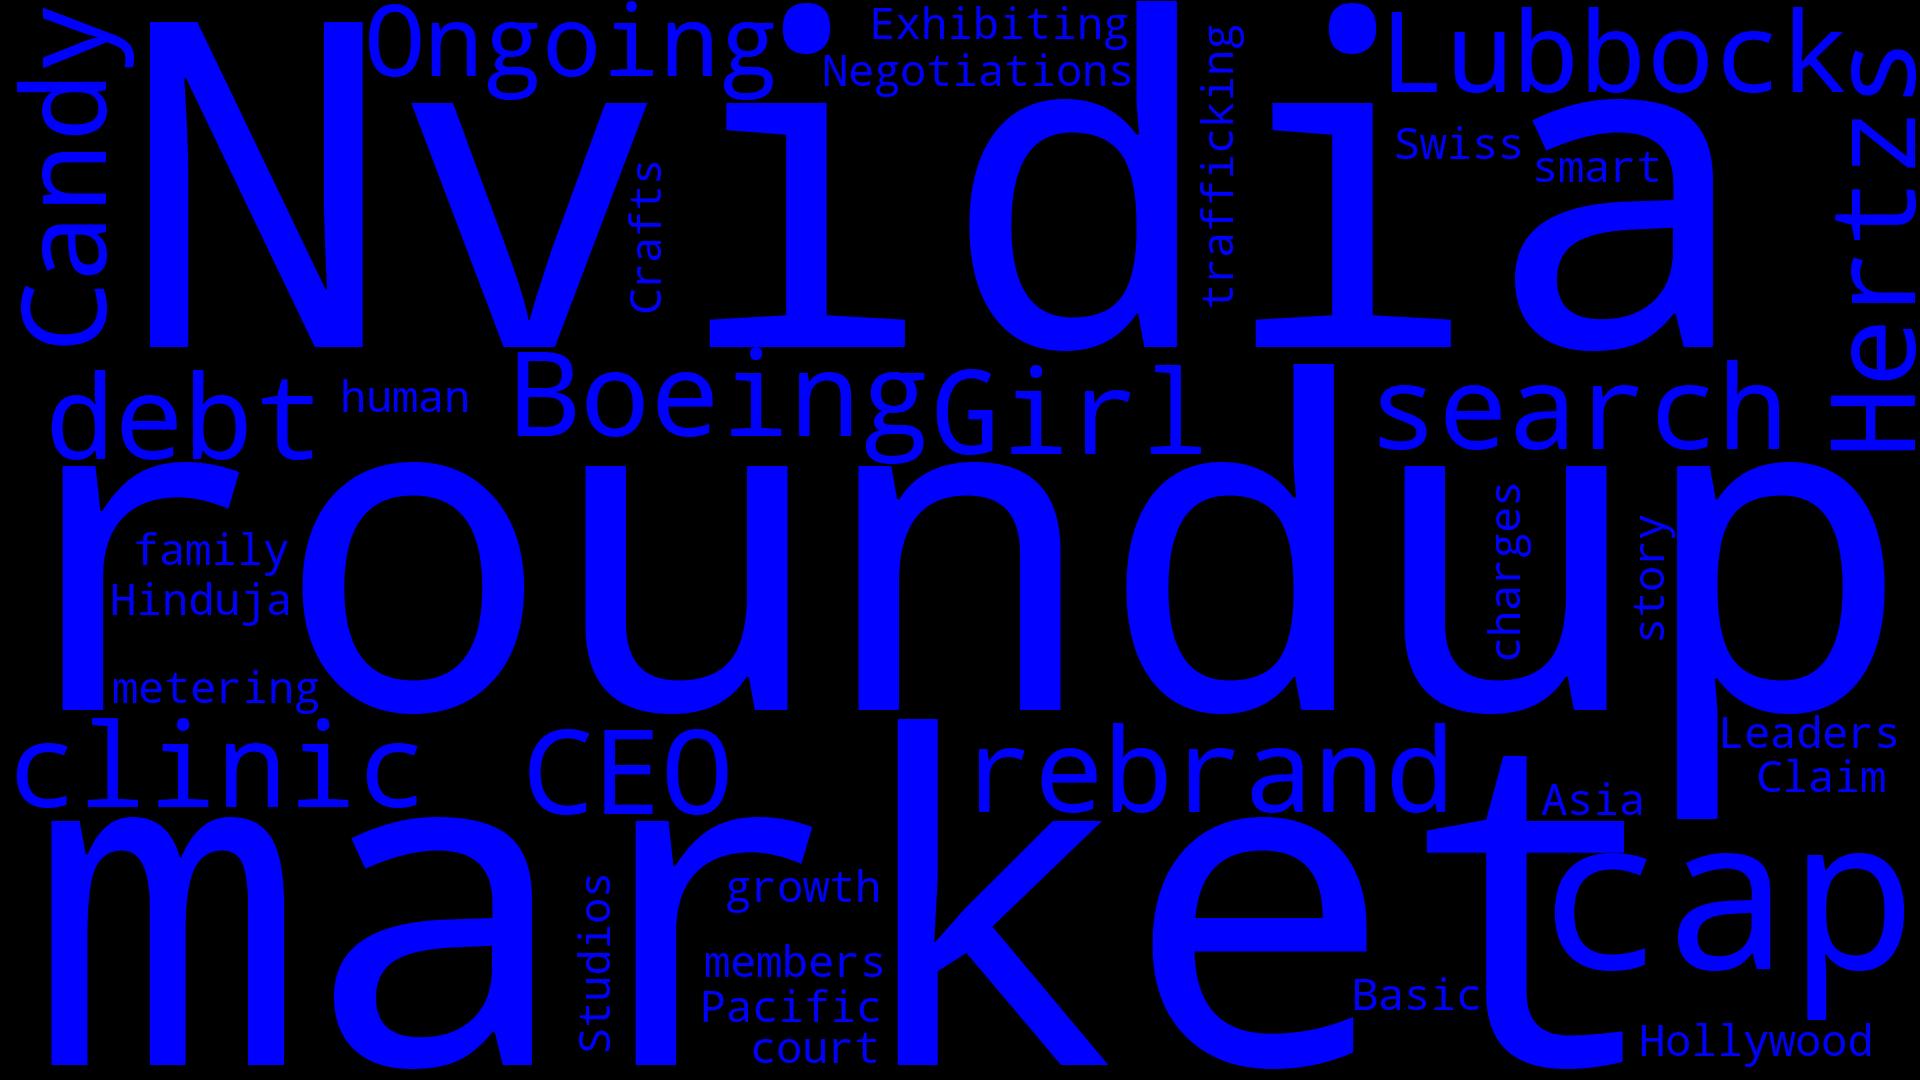 Candy
Nvidia
Ongoing
Exhibiting
Negotiations
Lubbock
Hertzs
Crafts
trafficking
Swiss
smart
debt
human
Boeing
Girl
search
roundup
family
Hinduja
metering
charges
story
clinic
CEO
rebrand
Leaders
Claim
Asia
market
cap
Studios
growth
members
Pacific
court
Basic
Hollywood